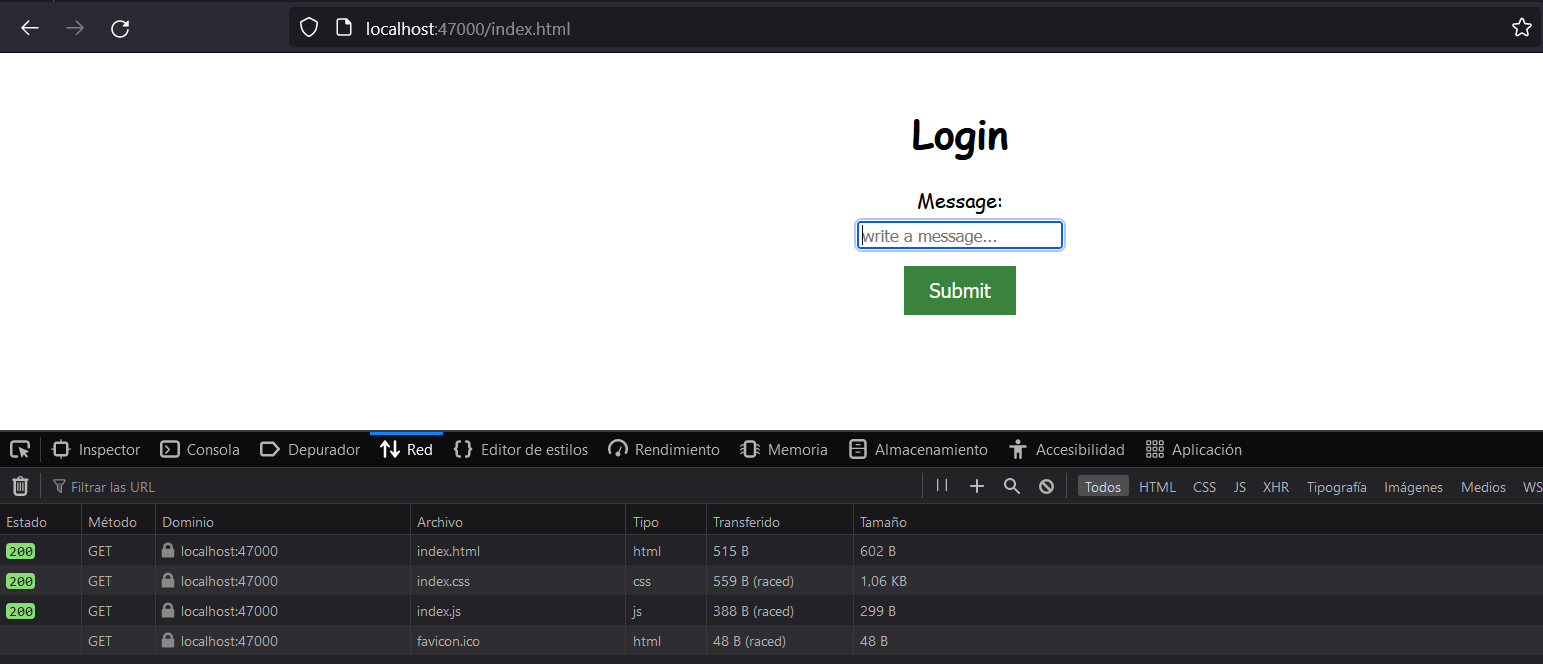 localhost:47000/index.html
Login
Message:
write a message...
Submit
Inspector Consola Depurador Red Editor de estilos Rendimiento Memoria Almacenamiento Accesibilidad Aplicación
Filtrar las URL Todos HTML CSS JS XHR Tipografía Imágenes Medios WS
Estado Método Dominio Archivo Tipo Transferido Tamaño
200 GET localhost:47000 index.html html 515 B 602 B
200 GET localhost:47000 index.css css 559 B (raced) 1,06 KB
200 GET localhost:47000 index.js js 388 B (raced) 299 B
GET localhost:47000 favicon.ico html 48 B (raced) 48 B